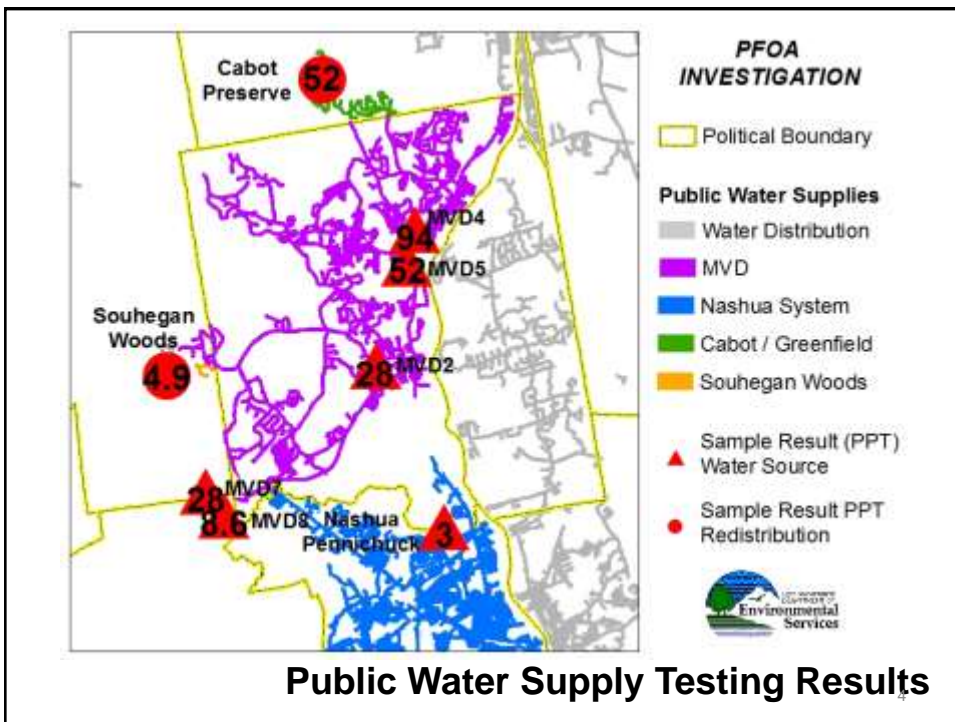 PFOA
INVESTIGATION
Political Boundary
Public Water Supplies
Water Distribution
MVD
Nashua System
Cabot / Greenfield
Souhegan Woods
Sample Result (PPT)
Water Source
Sample Result PPT
Redistribution
Environmental
Services
Cabot
Preserve
52
MVD4
94
52 MVD5
Souhegan
Woods
4.9
28 MVD2
28 MVD7
8.6 MVD8
Nashua
Pennichuck
3
Public Water Supply Testing Results
4